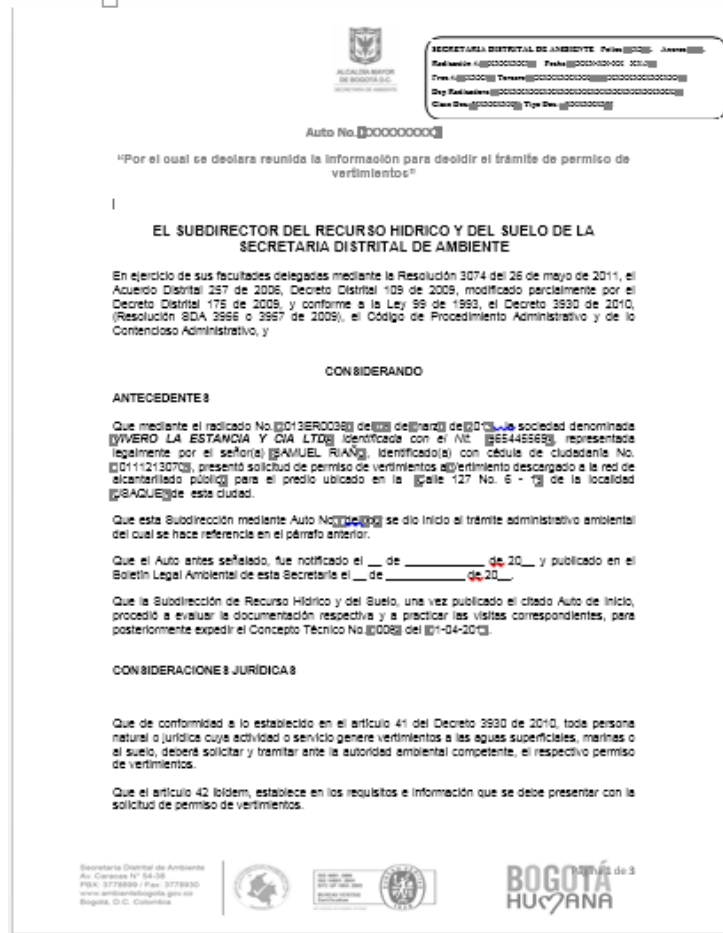 ALCALDÍA MAYOR
DE BOGOTÁ D.C.
SECRETARÍA DE AMBIENTE
SECRETARIA DISTRITAL DE AMBIENTE Folios Anexos
Radicación Fecha
Tercero
Dep Radicadora
Clase Doc Tipo Doc
Auto No.
“Por el cual se declara reunida la información para decidir el trámite de permiso de
vertimientos”
EL SUBDIRECTOR DEL RECURSO HIDRICO Y DEL SUELO DE LA
SECRETARIA DISTRITAL DE AMBIENTE
En ejercicio de sus facultades delegadas mediante la Resolución 3074 del 26 de mayo de 2011, el
Acuerdo Distrital 257 de 2006, Decreto Distrital 109 de 2009, modificado parcialmente por el
Decreto Distrital 175 de 2009, y conforme a la Ley 99 de 1993, el Decreto 3930 de 2010,
(Resolución SDA 3956 o 3957 de 2009), el Código de Procedimiento Administrativo y de lo
Contencioso Administrativo, y
CONSIDERANDO
ANTECEDENTES
Que mediante el radicado No. de de de la sociedad denominada
VIVERO LA ESTANCIA Y CIA LTDA identificada con el Nit. representada
legalmente por el señor(a) SAMUEL RIAÑO, identificado(a) con cédula de ciudadanía No.
presentó solicitud de permiso de vertimientos descargado a la red de
alcantarillado público para el predio ubicado en la Calle 127 No. 6 - de la localidad
USAQUEN de esta ciudad.
Que esta Subdirección mediante Auto No. se dio inicio al trámite administrativo ambiental
del cual se hace referencia en el párrafo anterior.
Que el Auto antes señalado, fue notificado el __ de __________ de 20__ y publicado en el
Boletín Legal Ambiental de esta Secretaria el __ de __________ de 20__.
Que la Subdirección de Recurso Hídrico y del Suelo, una vez publicado el citado Auto de Inicio,
procedió a evaluar la documentación respectiva y a practicar las visitas correspondientes, para
posteriormente expedir el Concepto Técnico No. del
CONSIDERACIONES JURÍDICAS
Que de conformidad a lo establecido en el artículo 41 del Decreto 3930 de 2010, toda persona
natural o jurídica cuya actividad o servicio genere vertimientos a las aguas superficiales, marinas o
al suelo, deberá solicitar y tramitar ante la autoridad ambiental competente, el respectivo permiso
de vertimientos.
Que el artículo 42 ibídem, establece en los requisitos e información que se debe presentar con la
solicitud de permiso de vertimientos.
Secretaría Distrital de Ambiente
Av. Caracas N° 54-38
PBX: 3778899 / Fax: 3778930
www.ambientebogota.gov.co
Bogotá, D.C. Colombia
Página 1 de 3
BOGOTÁ
HUMANA